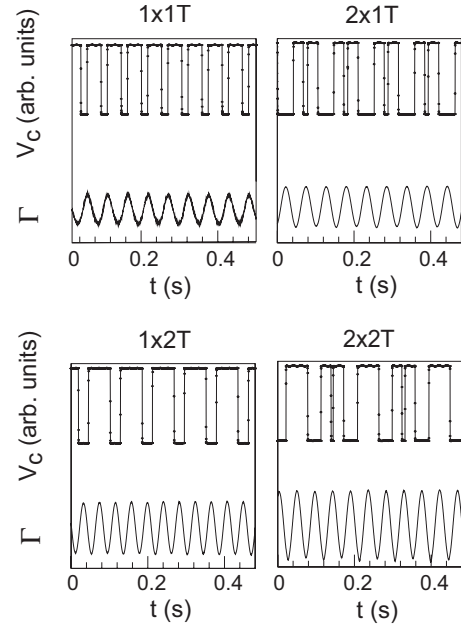 1x1T
2x1T
V_C (arb. units)
Γ
0 0.2 0.4
0 0.2 0.4
t (s)
t (s)
1x2T
2x2T
V_C (arb. units)
Γ
0 0.2 0.4
0 0.2 0.4
t (s)
t (s)